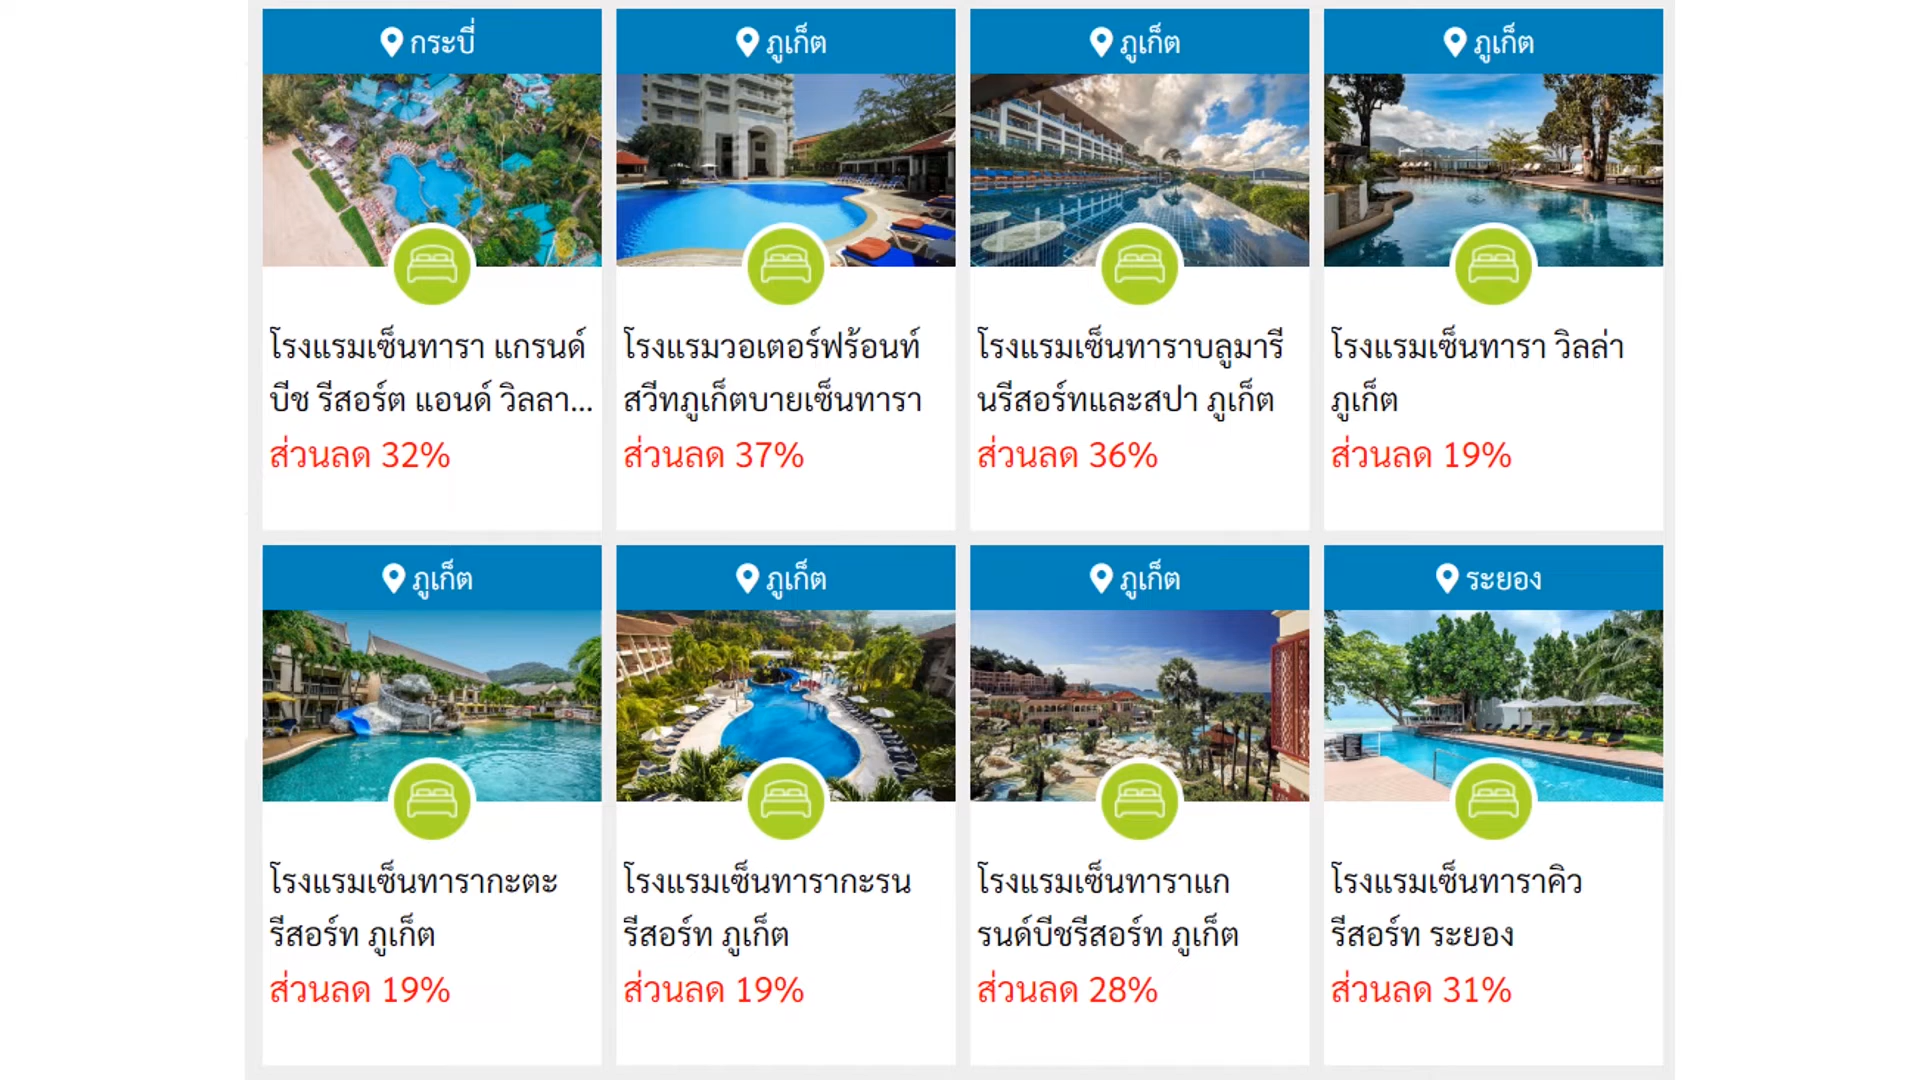 กระบี่
ภูเก็ต
ภูเก็ต
ภูเก็ต
โรงแรมเซ็นทารา แกรนด์
บีช รีสอร์ต แอนด์ วิลลา...
ส่วนลด 32%
โรงแรมวอเตอร์ฟร้อนท์
สวีทภูเก็ตบายเซ็นทารา
ส่วนลด 37%
โรงแรมเซ็นทาราบลูมารี
นรีสอร์ทและสปา ภูเก็ต
ส่วนลด 36%
โรงแรมเซ็นทารา วิลล่า
ภูเก็ต
ส่วนลด 19%
ภูเก็ต
ภูเก็ต
ภูเก็ต
ระยอง
โรงแรมเซ็นทารากะตะ
รีสอร์ท ภูเก็ต
ส่วนลด 19%
โรงแรมเซ็นทารากะรน
รีสอร์ท ภูเก็ต
ส่วนลด 19%
โรงแรมเซ็นทาราแก
รนด์บีชรีสอร์ท ภูเก็ต
ส่วนลด 28%
โรงแรมเซ็นทาราคิว
รีสอร์ท ระยอง
ส่วนลด 31%